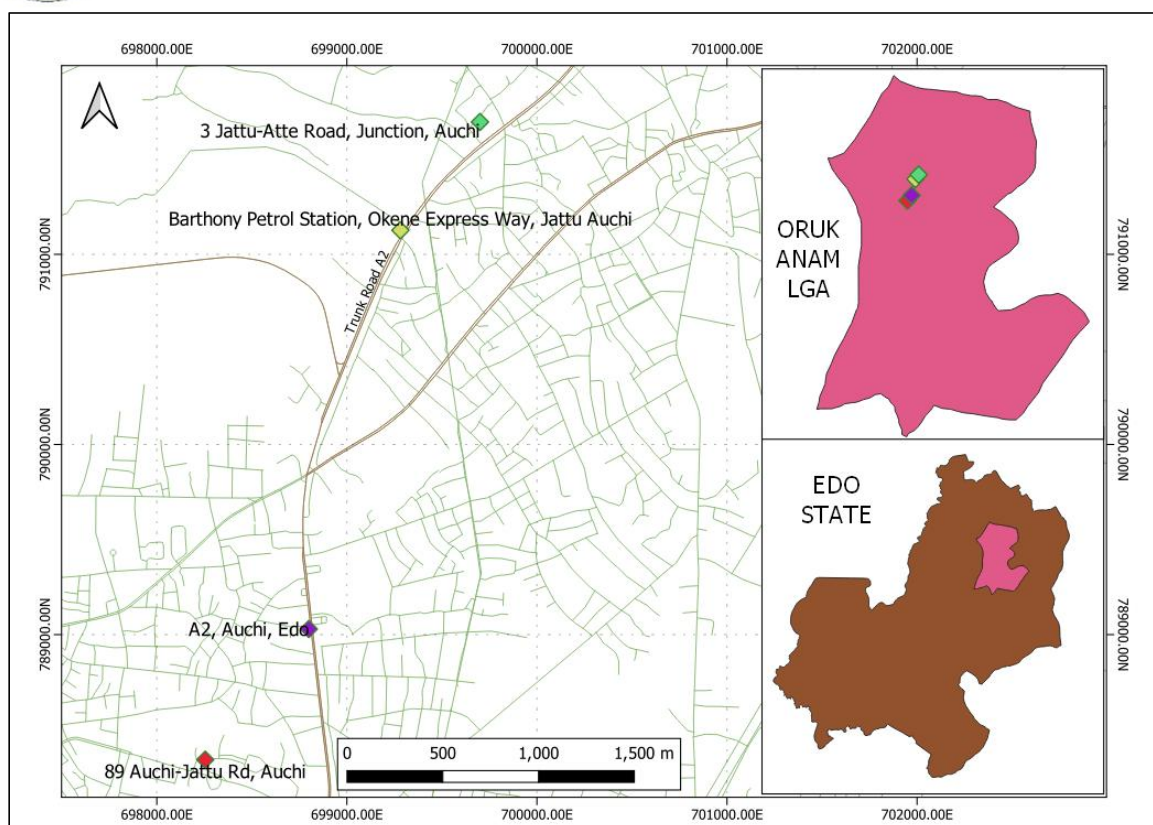 698000.00E 699000.00E 700000.00E 701000.00E 702000.00E
3 Jattu-Atte Road, Junction, Auchi
Barthony Petrol Station, Okene Express Way, Jattu Auchi
Trunk Road A2
A2, Auchi, Edo
89 Auchi-Jattu Rd, Auchi
0 500 1,000 1,500 m
791000.00N
790000.00N
789000.00N
ORUK
ANAM
LGA
EDO
STATE
791000.00N
790000.00N
789000.00N
698000.00E 699000.00E 700000.00E 701000.00E 702000.00E